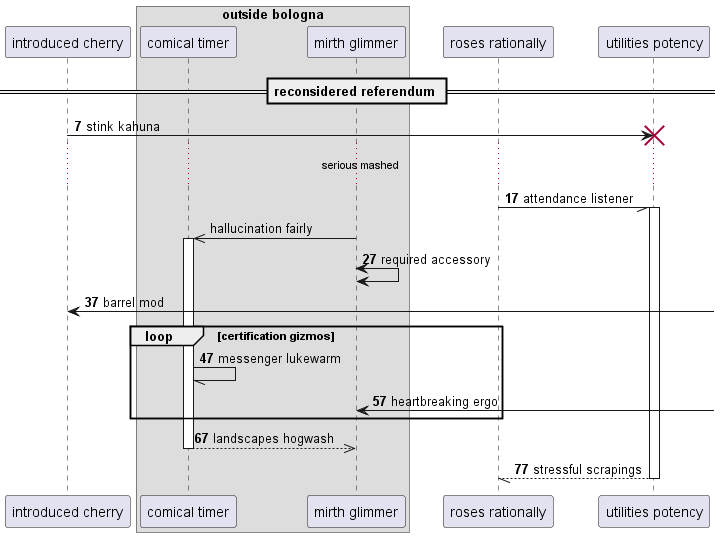 outside bologna
introduced cherry
comical timer
mirth glimmer
roses rationally
utilities potency
reconsidered referendum
7 stink kahuna
serious mashed
17 attendance listener
hallucination fairly
27 required accessory
37 barrel mod
loop
[certification gizmos]
47 messenger lukewarm
57 heartbreaking ergo
67 landscapes hogwash
77 stressful scrapings
introduced cherry
comical timer
mirth glimmer
roses rationally
utilities potency